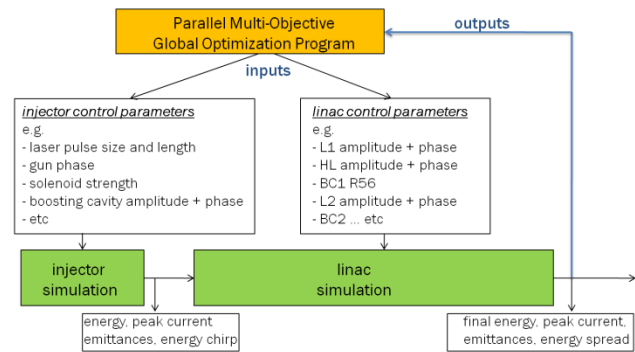 Parallel Multi-Objective
Global Optimization Program
outputs
inputs
injector control parameters
e.g.
- laser pulse size and length
- gun phase
- solenoid strength
- boosting cavity amplitude + phase
- etc
linac control parameters
e.g.
- L1 amplitude + phase
- HL amplitude + phase
- BC1 R56
- L2 amplitude + phase
- BC2 ... etc
injector
simulation
linac
simulation
energy, peak current
emittances, energy chirp
final energy, peak current,
emittances, energy spread